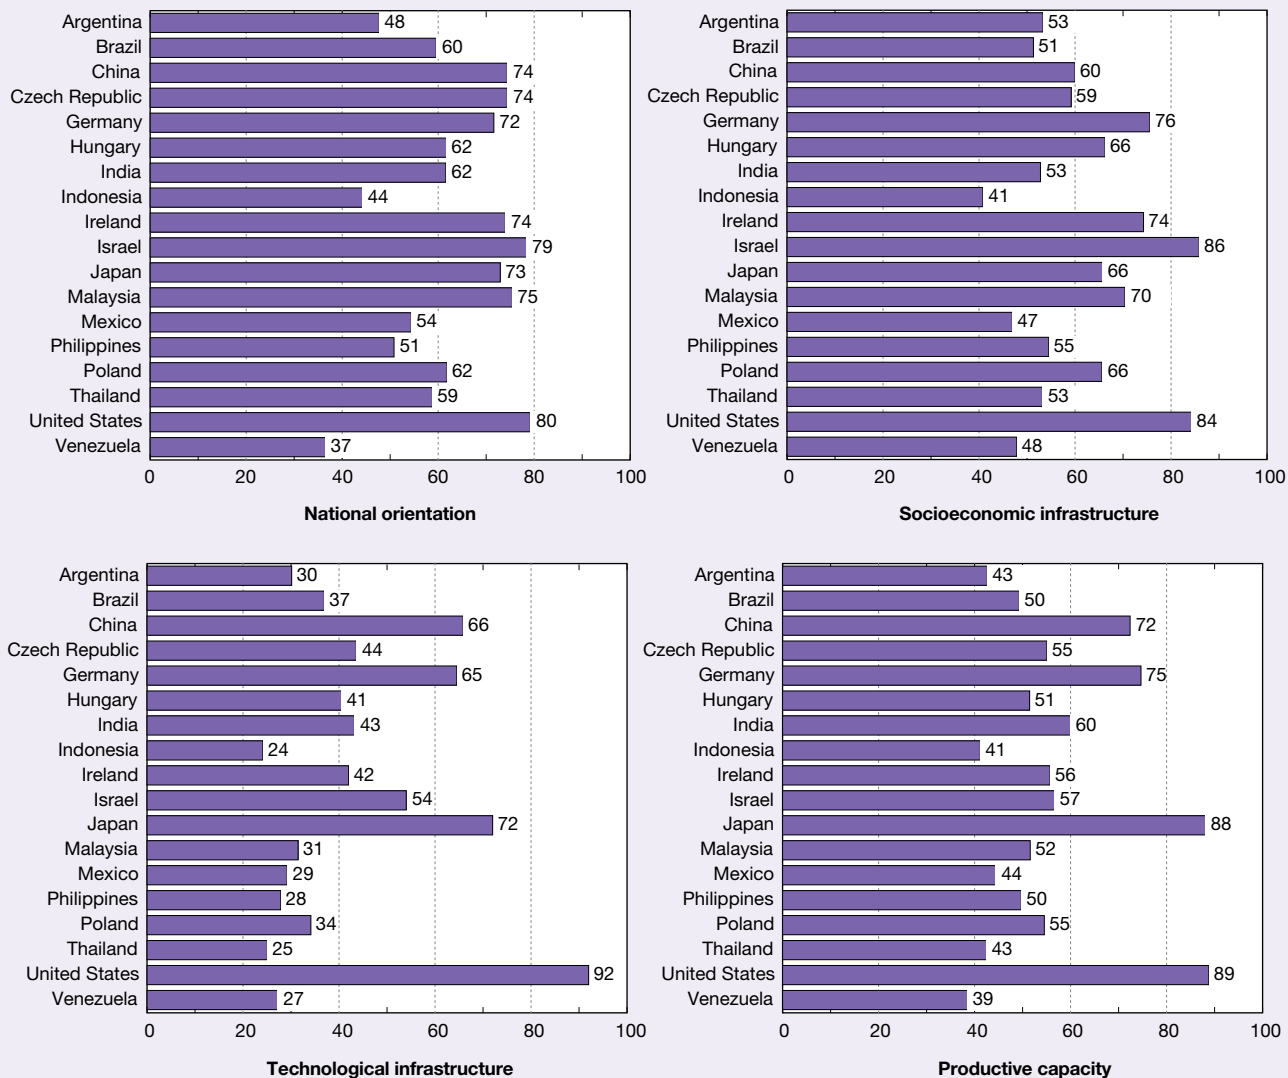 Argentina 48
Brazil 60
China 74
Czech Republic 74
Germany 72
Hungary 62
India 62
Indonesia 44
Ireland 74
Israel 79
Japan 73
Malaysia 75
Mexico 54
Philippines 51
Poland 62
Thailand 59
United States 80
Venezuela 37
0 20 40 60 80 100
National orientation
Argentina 53
Brazil 51
China 60
Czech Republic 59
Germany 76
Hungary 66
India 53
Indonesia 41
Ireland 74
Israel 86
Japan 66
Malaysia 70
Mexico 47
Philippines 55
Poland 66
Thailand 53
United States 84
Venezuela 48
0 20 40 60 80 100
Socioeconomic infrastructure
Argentina 30
Brazil 37
China 66
Czech Republic 44
Germany 65
Hungary 41
India 43
Indonesia 24
Ireland 42
Israel 54
Japan 72
Malaysia 31
Mexico 29
Philippines 28
Poland 34
Thailand 25
United States 92
Venezuela 27
0 20 40 60 80 100
Technological infrastructure
Argentina 43
Brazil 50
China 72
Czech Republic 55
Germany 75
Hungary 51
India 60
Indonesia 41
Ireland 56
Israel 57
Japan 88
Malaysia 52
Mexico 44
Philippines 50
Poland 55
Thailand 43
United States 89
Venezuela 39
0 20 40 60 80 100
Productive capacity